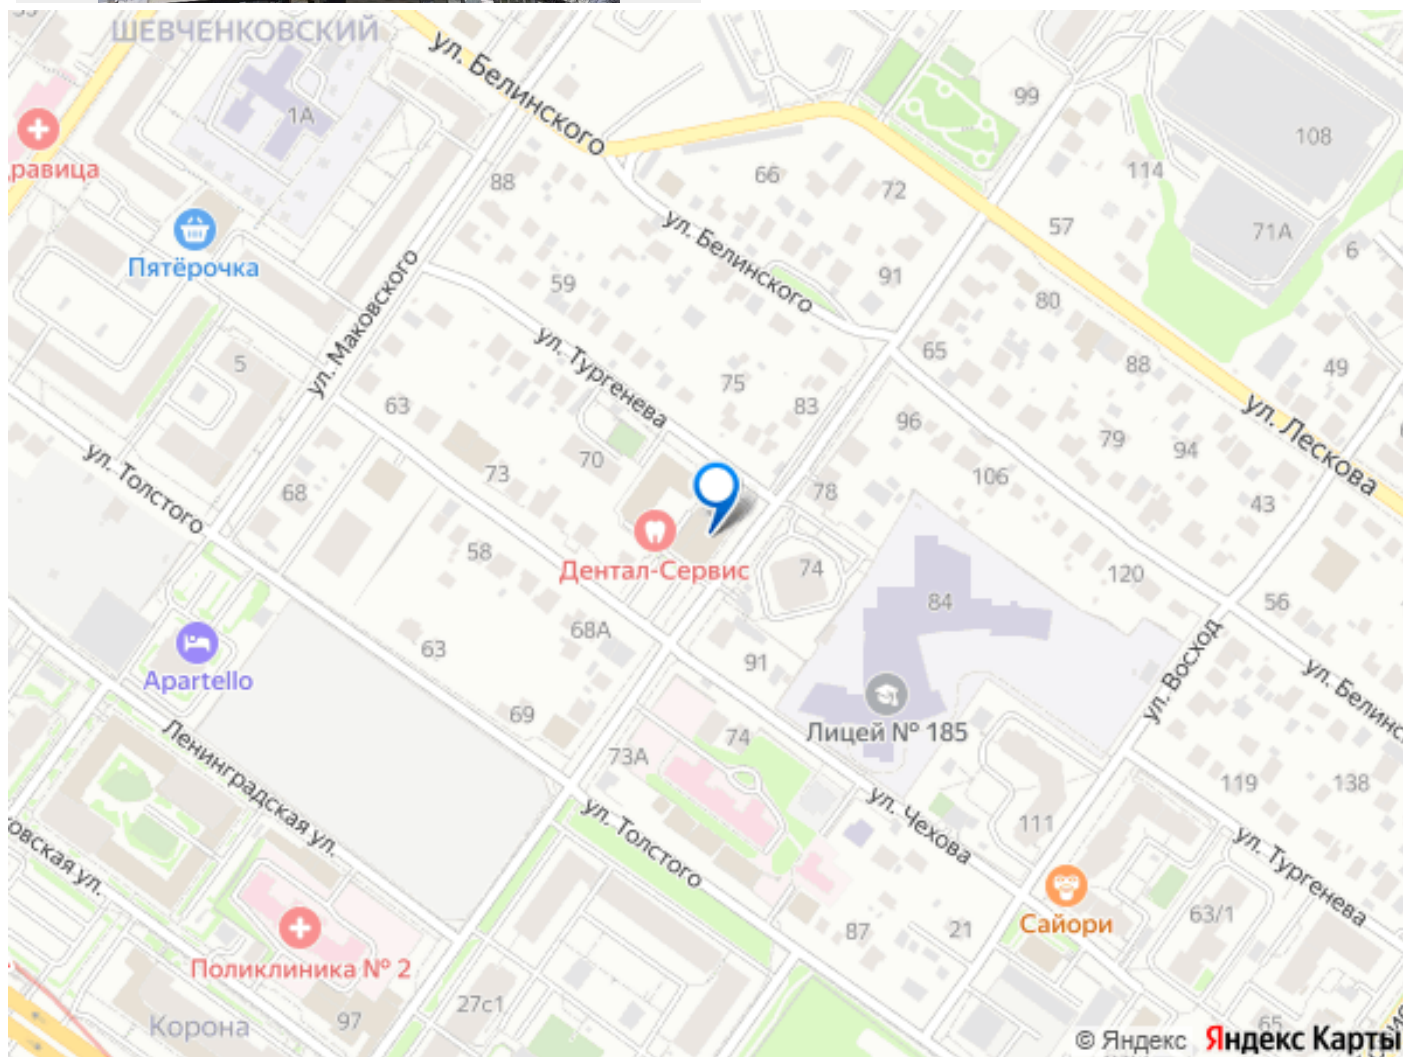 ШЕВЧЕНКОВСКИЙ
ул. Белинского
1А
99
108
равица
88
66
72
114
ул. Белинского
57
71А
6
Пятёрочка
ул. Маковского
59
91
80
ул. Тургенева
65
88
49
5
75
63
83
96
79
94
ул. Лескова
ул. Толстого
73
70
106
68
78
43
58
Дентал-Сервис
74
120
84
56
68А
63
91
ул. Восход
ул. Белинс
Apartello
69
Лицей № 185
Ленинградская ул.
73А
74
119
138
ул. Толстого
ул. Чехова
111
ул. Тургенева
овская ул.
Сайори
63/1
87
21
Поликлиника № 2
27с1
Корона
97
65
© Яндекс Яндекс Карты